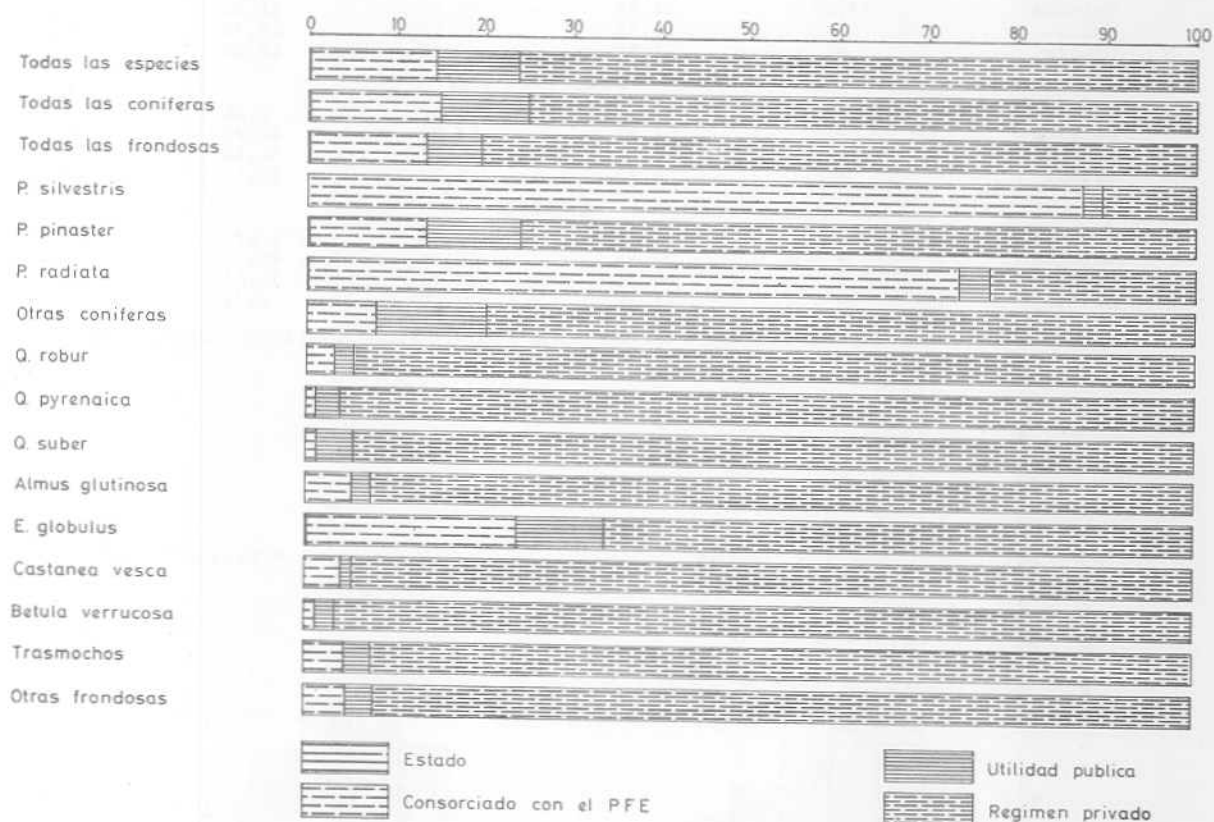 0 10 20 30 40 50 60 70 80 90 100
Todas las especies
Todas las coniferas
Todas las frondosas
P. silvestris
P. pinaster
P. radiata
Otras coniferas
Q. robur
Q. pyrenaica
Q. suber
Almus glutinosa
E. globulus
Castanea vesca
Betula verrucosa
Trasmochos
Otras frondosas
Estado
Utilidad publica
Consorciado con el PFE
Regimen privado